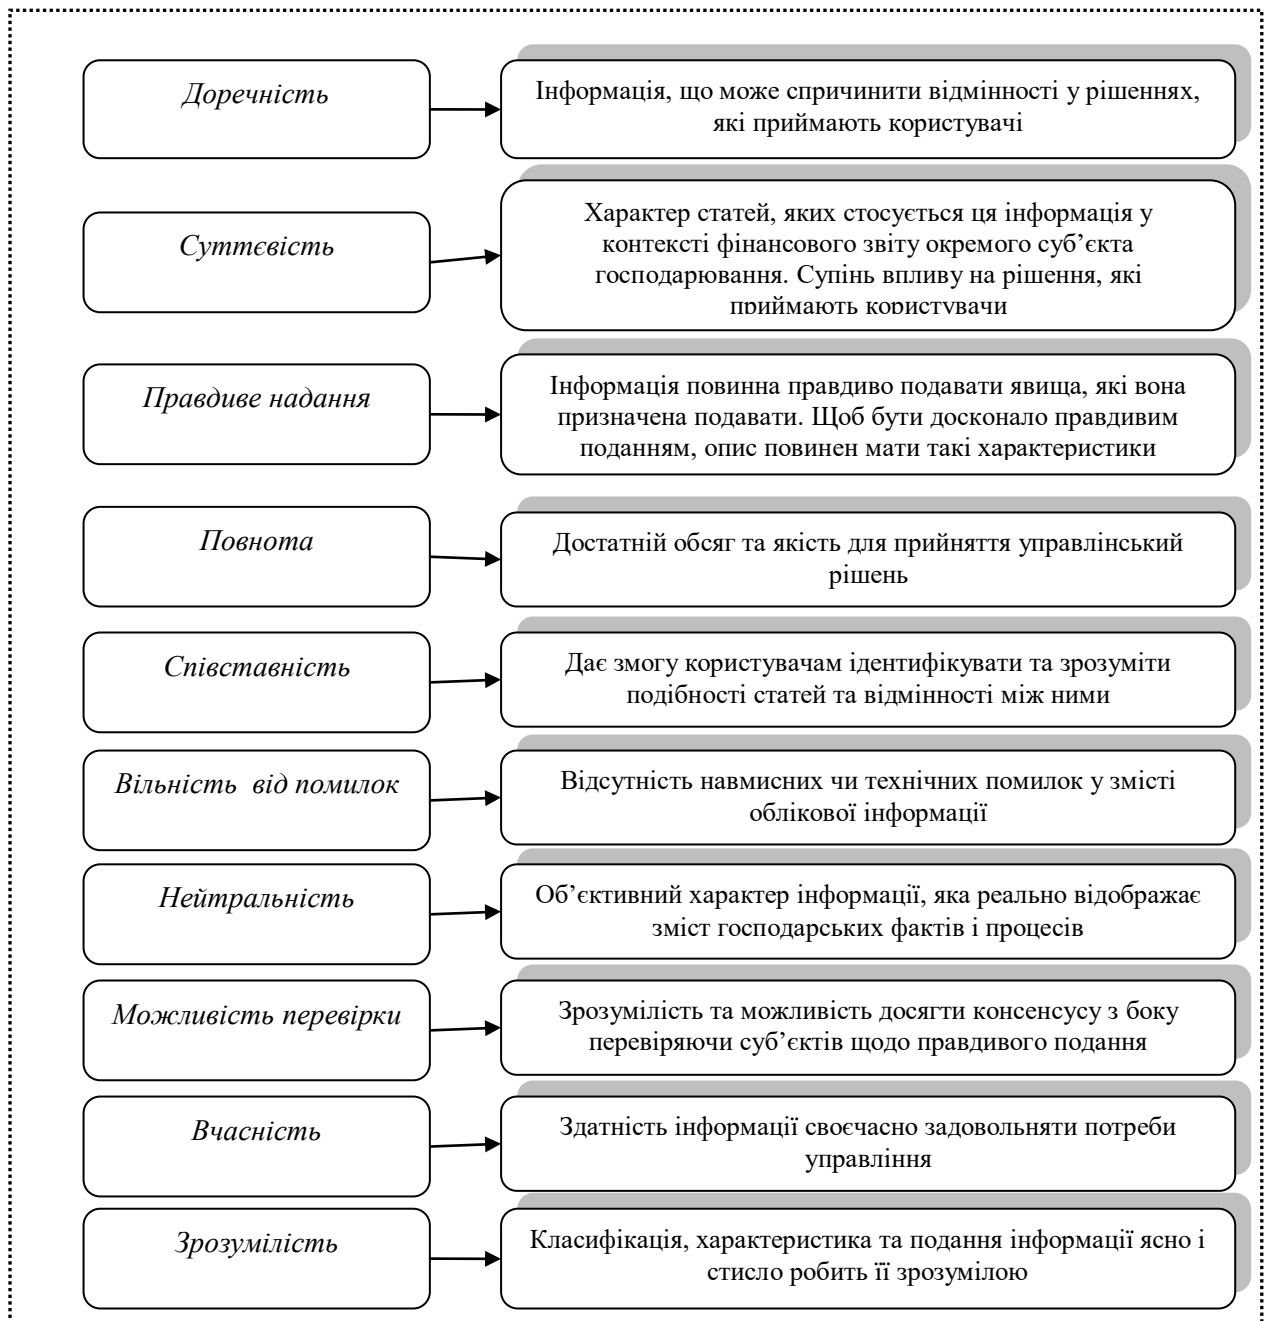 Доречність
Інформація, що може спричинити відмінності у рішеннях,
які приймають користувачі
Суттєвість
Характер статей, яких стосується ця інформація у
контексті фінансового звіту окремого суб’єкта
господарювання. Супінь впливу на рішення, які
приймають користувачи
Правдиве надання
Інформація повинна правдиво подавати явища, які вона
призначена подавати. Щоб бути досконало правдивим
поданням, опис повинен мати такі характеристики
Повнота
Достатній обсяг та якість для прийняття управлінський
рішень
Співставність
Дає змогу користувачам ідентифікувати та зрозуміти
подібності статей та відмінності між ними
Вільність від помилок
Відсутність навмисних чи технічних помилок у змісті
облікової інформації
Нейтральність
Об’єктивний характер інформації, яка реально відображає
зміст господарських фактів і процесів
Можливість перевірки
Зрозумілість та можливість досягти консенсусу з боку
перевіряючи суб’єктів щодо правдивого подання
Вчасність
Здатність інформації своєчасно задовольняти потреби
управління
Зрозумілість
Класифікація, характеристика та подання інформації ясно і
стисло робить її зрозумілою